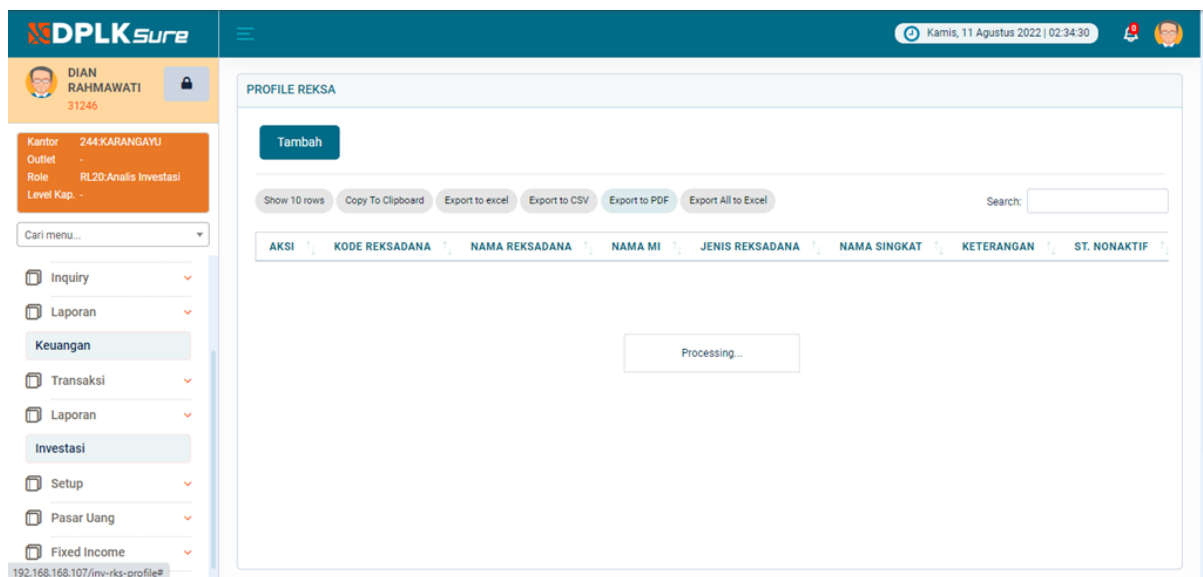 DPLKSure
Kamis, 11 Agustus 2022 | 02:34:30
DIAN
RAHMAWATI
31246
Kantor 244:KARANGAYU
Outlet -
Role RL20:Analis Investasi
Level Kap. -
Cari menu...
Inquiry
Laporan
Keuangan
Transaksi
Laporan
Investasi
Setup
Pasar Uang
Fixed Income
192.168.168.107/inv-rks-profile#
PROFILE REKSA
Tambah
Show 10 rows Copy To Clipboard Export to excel Export to CSV Export to PDF Export All to Excel Search:
AKSI KODE REKSADANA NAMA REKSADANA NAMA MI JENIS REKSADANA NAMA SINGKAT KETERANGAN ST. NONAKTIF
Processing...